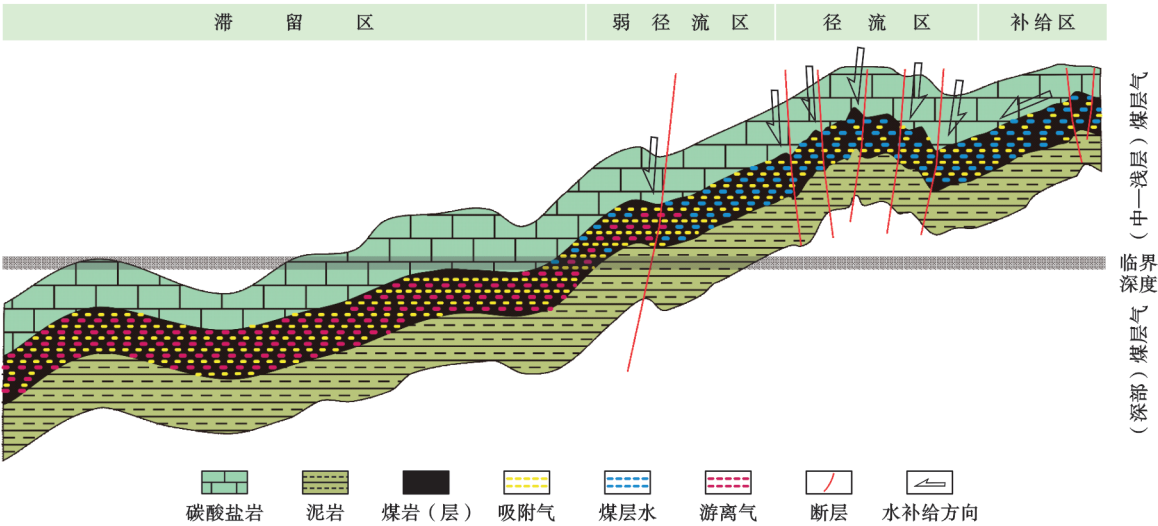 滞留区
弱径流区
径流区
补给区
(中—浅层)煤层气
临界
深度
(深部)煤层气
碳酸盐岩
泥岩
煤岩(层)
吸附气
煤层水
游离气
断层
水补给方向